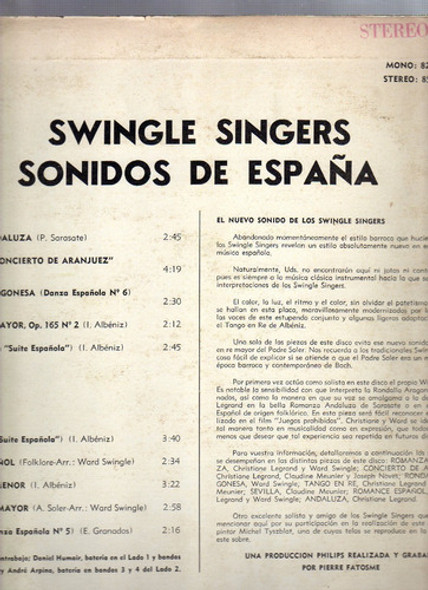 STEREO
MONO: 82
STEREO: 85
SWINGLE SINGERS
SONIDOS DE ESPAÑA
DALUZA (P. Sarasate) 2:45
ONCIERTO DE ARANJUEZ" 4:19
GONESA (Danza Española Nº 6) 2:30
AYOR, Op. 165 Nº 2 (I. Albéniz) 2:12
"Suite Española") (I. Albéniz) 2:45
Suite Española") (I. Albéniz) 3:40
ÑOL (Folklore-Arr.: Ward Swingle) 2:34
ENOR (I. Albéniz) 3:22
MAYOR (A. Soler-Arr.: Ward Swingle) 2:58
nza Española Nº 5) (E. Granados) 2:16
ntrabajo; Daniel Humair, batería en el Lado 1 y bandas
y André Arpino, batería en bandas 3 y 4 del Lado 2.
EL NUEVO SONIDO DE LOS SWINGLE SINGERS
Abandonado momentáneamente el estilo barroco que hucie
los Swingle Singers revelan un estilo absolutamente nuevo en e
música española.
Naturalmente, Uds. no encontrarán aquí ni jotas ni cant
pues es siempre a la música clásica instrumental hacia la que se
interpretaciones de los Swingle Singers.
El calor, la luz, el ritmo y el color, sin olvidar el patetismo
se hallan en esta placa, maravillosamente modernizados por l
las voces de este estupendo conjunto y algunas ligeras adaptac
el Tango en Re de Albéniz.
Una sola de las piezas de este disco evita ese nuevo sonido
en re mayor del Padre Soler. Nos recuerda a los tradicionales Swin
cosa fácil de explicar si se atiende a que el Padre Soler era un m
época barroca y contemporáneo de Bach.
Por primera vez actúa como solista en este disco el propio W
Es notable la sensibilidad con que interpreta la Rondalla Aragon
nadas, así como la manera en que su voz se amalgama a la d
Legrand en la bella Romanza Andaluza de Sarasate o en
Español de origen folklórico. En esta pieza será fácil reconocer e
lizado en el film "Juegos prohibidos". Christiane y Ward se id
tal manera tanto en musicalidad como en expresión, que todo
menos que desear que tal experiencia sea repetida en futuros d
Para vuestra información, detallaremos a continuación las
se desempeñan en las distintas piezas de este disco: ROMANZA
ZA, Christiane Legrand y Ward Swingle; CONCIERTO DE A
Christiane Legrand, Claudine Meunier y Joseph Noves; RONDA
GONESA, Ward Swingle; TANGO EN RE, Christiane Legrand
Meunier; SEVILLA, Claudine Meunier; ROMANCE ESPAÑOL,
Legrand y Ward Swingle; ANDALUZA, Christiane Legrand.
Otro excelente solista y amigo de los Swingle Singers que
mencionar aquí por su participación en la realización de este
pintor Michel Tyszblat, una de cuyas telas se reproduce en la
este sobre.
UNA PRODUCCION PHILIPS REALIZADA Y GRABA
POR PIERRE FATOSME